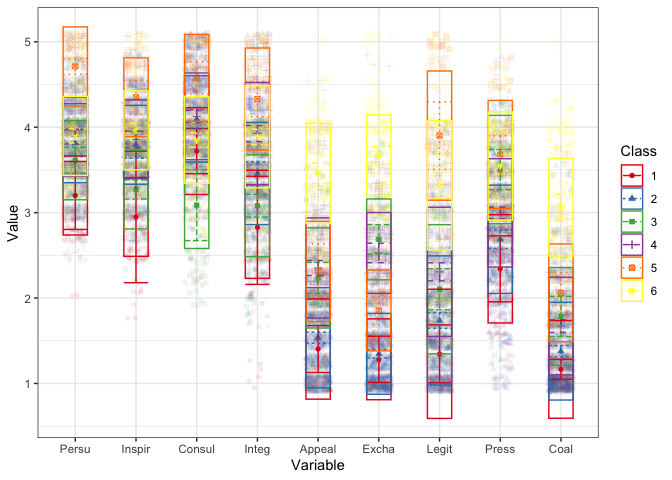 5
4
3
2
1
Value
Persu Inspir Consul Integ Appeal Excha Legit Press Coal
Variable
Class
1
2
3
4
5
6